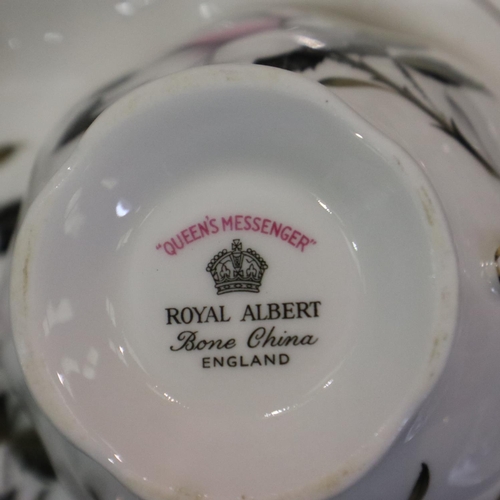 "QUEEN'S MESSENGER"
ROYAL ALBERT
Bone China
ENGLAND